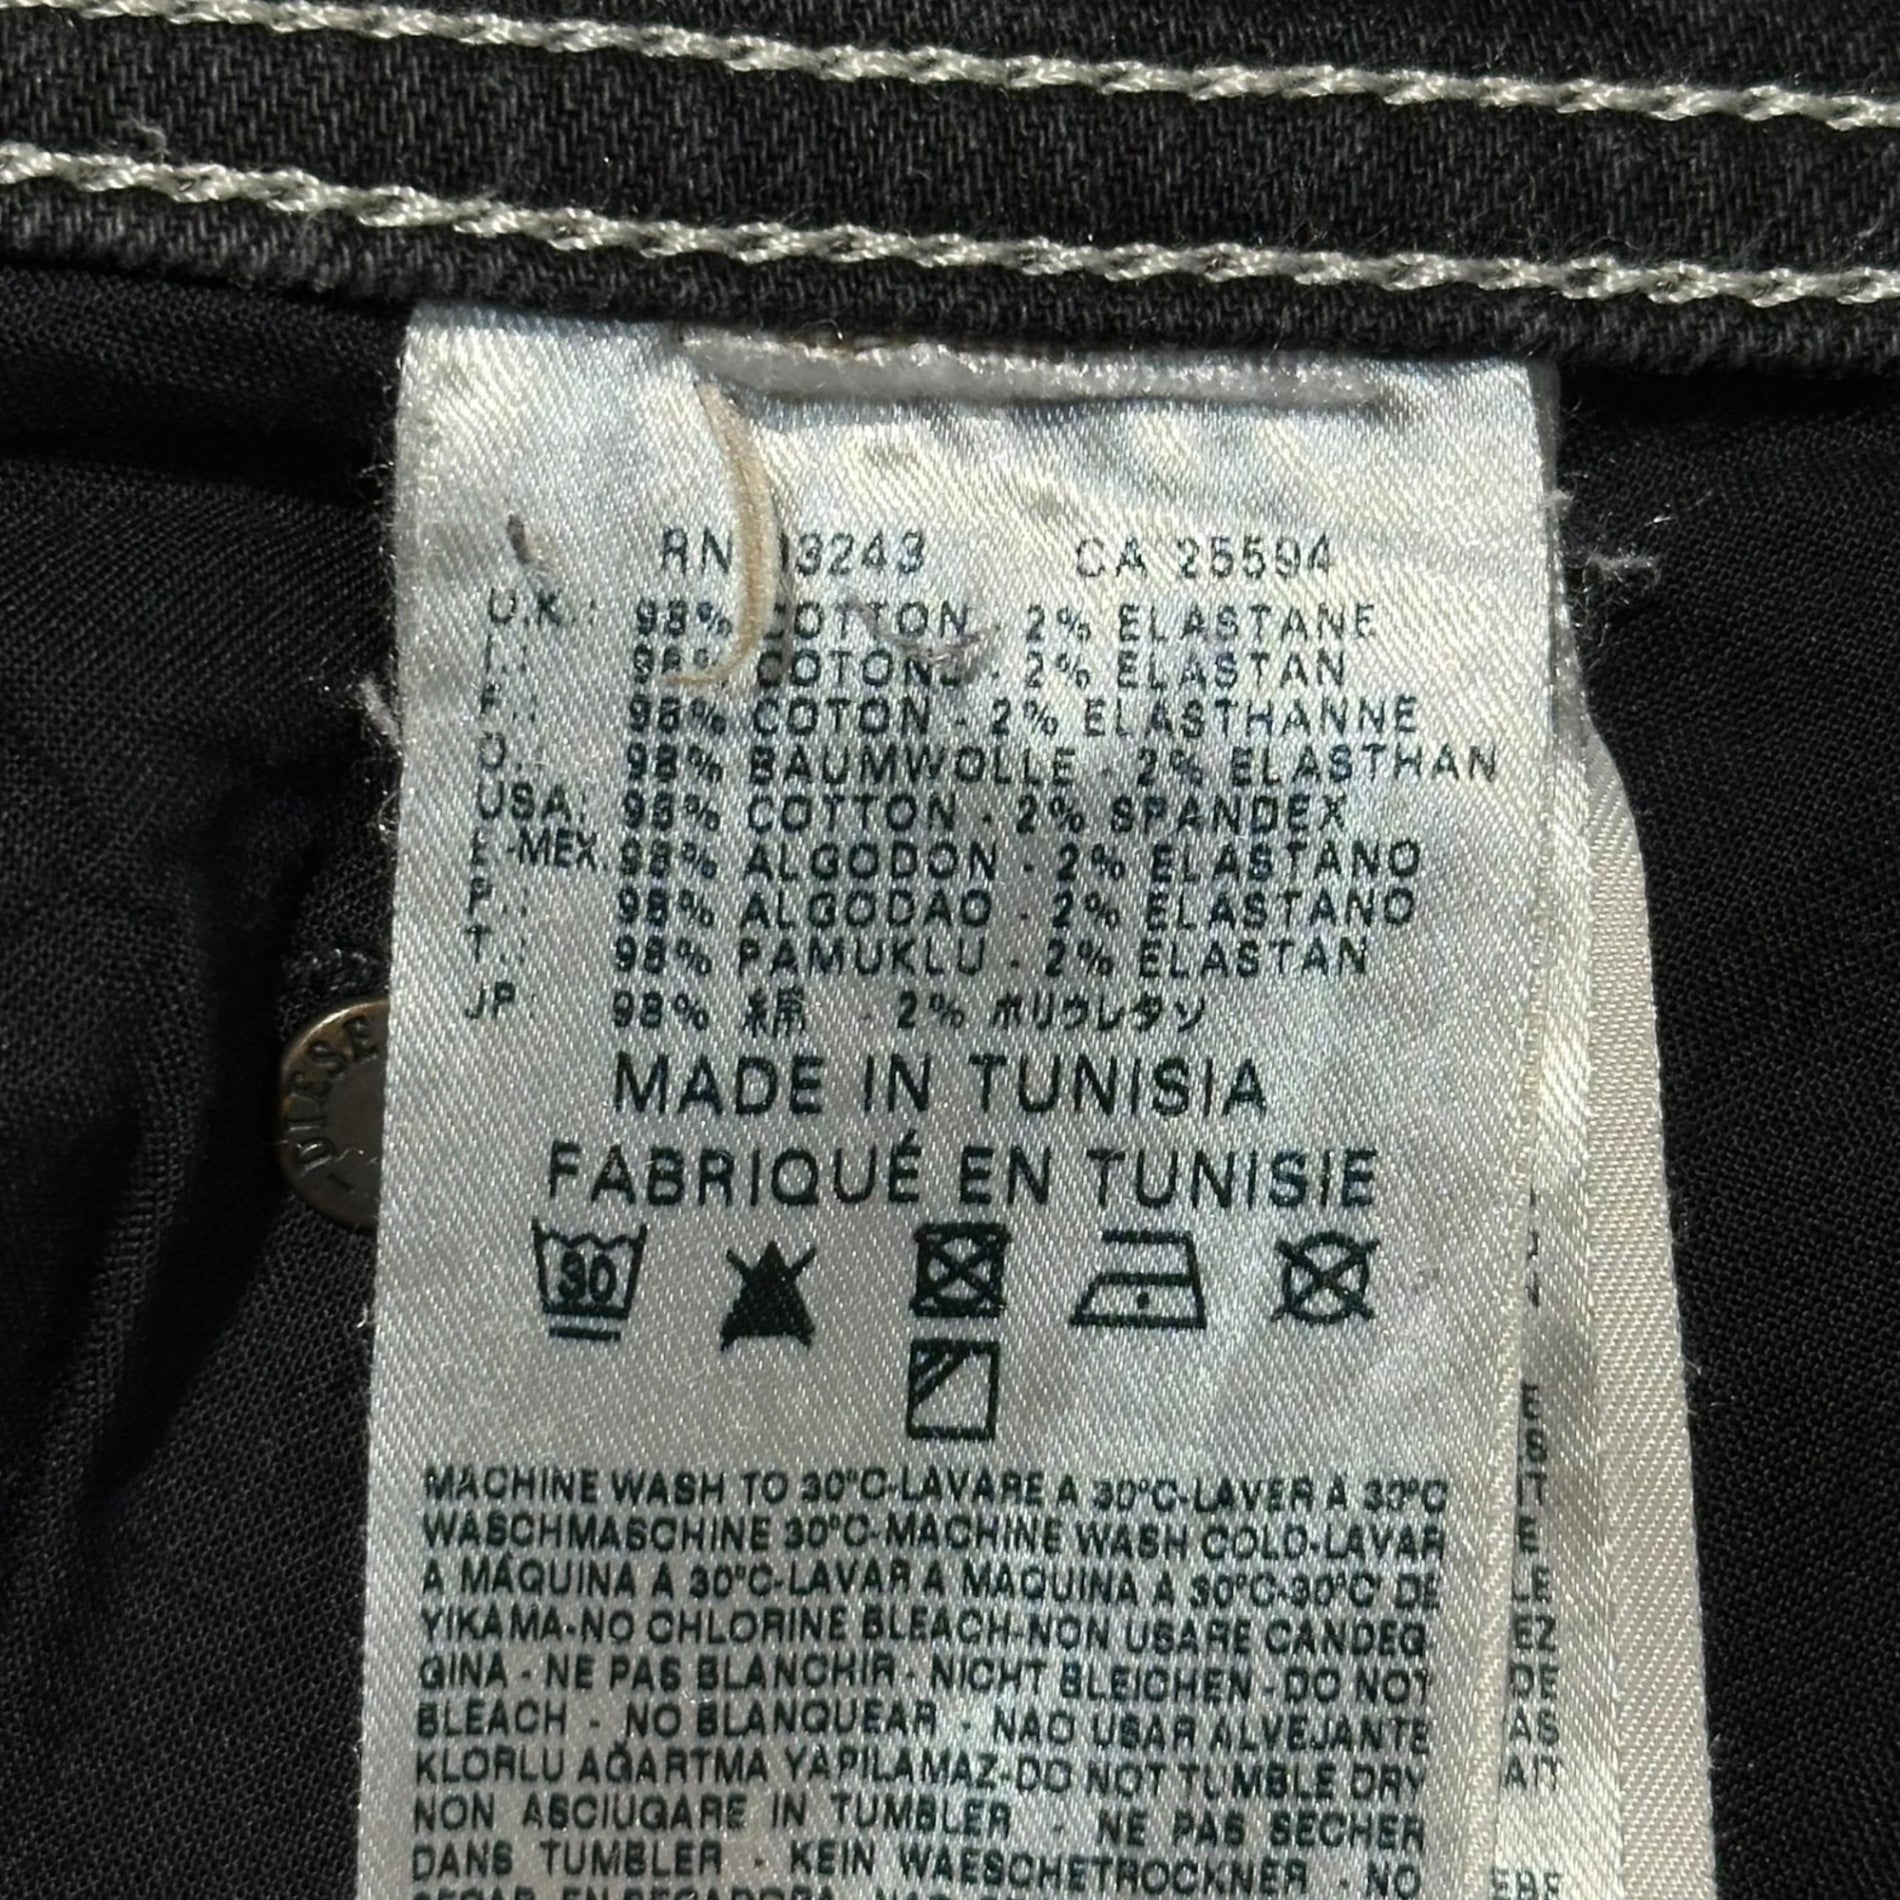 RN 3243 CA 25594
U.K.: 98% COTTON - 2% ELASTANE
I.: 98% COTONE - 2% ELASTAN
F.: 98% COTON - 2% ELASTHANNE
98% BAUMWOLLE - 2% ELASTHAN
USA: 98% COTTON - 2% SPANDEX
E-MEX. 98% ALGODON - 2% ELASTANO
P.: 98% ALGODAO - 2% ELASTANO
T.: 98% PAMUKLU - 2% ELASTAN
JP: 98% 綿 - 2% ポリウレタン
MADE IN TUNISIA
FABRIQUÉ EN TUNISIE
30
MACHINE WASH TO 30°C-LAVARE A 30°C-LAVER A 30°C
WASCHMASCHINE 30°C-MACHINE WASH COLD-LAVAR
A MÁQUINA A 30°C-LAVAR A MAQUINA A 30°C-30°C DE
YIKAMA-NO CHLORINE BLEACH-NON USARE CANDEG
GINA - NE PAS BLANCHIR - NICHT BLEICHEN - DO NOT
BLEACH - NO BLANQUEAR - NAO USAR ALVEJANTE
KLORLU AĞARTMA YAPILAMAZ-DO NOT TUMBLE DRY
NON ASCIUGARE IN TUMBLER - NE PAS SECHER
DANS TUMBLER - KEIN WAESCHETROCKNER - NO
DIESE